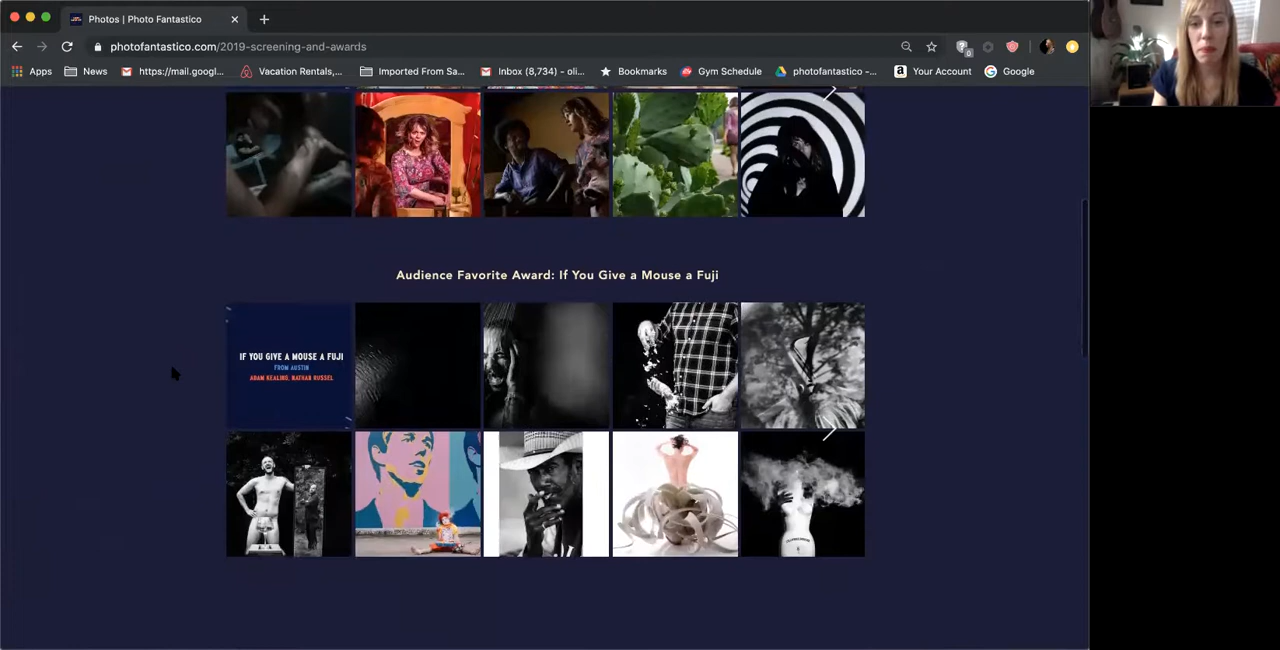 Photos | Photo Fantastico
photofantastico.com/2019-screening-and-awards
0
Apps News https://mail.googl... Vacation Rentals,... Imported From Sa... Inbox (8,734) – oli... Bookmarks Gym Schedule photofantastico -... Your Account Google
Audience Favorite Award: If You Give a Mouse a Fuji
IF YOU GIVE A MOUSE A FUJI
FROM AUSTIN
ADAM KEALING, NATHAN RUSSEL